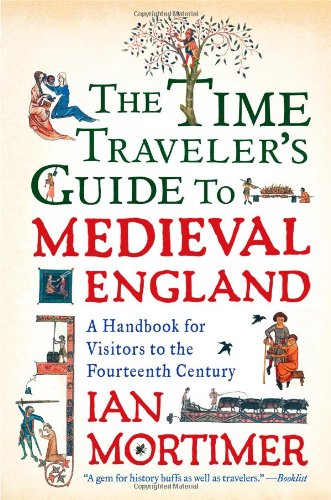 THE TIME
TRAVELER'S
GUIDE TO
MEDIEVAL
ENGLAND
A Handbook for
Visitors to the
Fourteenth Century
IAN
MORTIMER
"A gem for history buffs as well as travelers." —Booklist